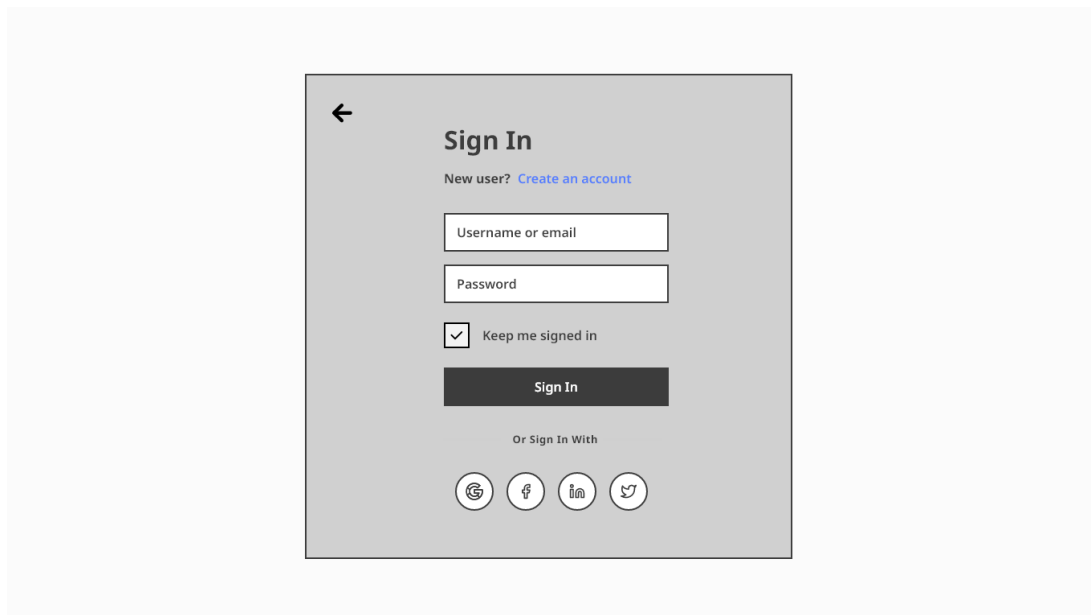 Sign In
New user? Create an account
Username or email
Password
Keep me signed in
Sign In
Or Sign In With